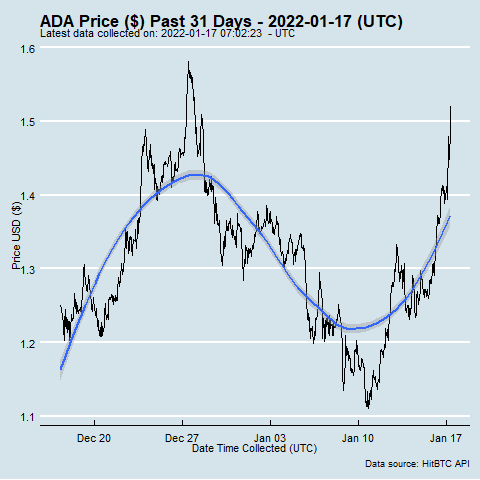 ADA Price ($) Past 31 Days - 2022-01-17 (UTC)
Latest data collected on: 2022-01-17 07:02:23  - UTC
1.6
1.5
1.4
1.3
1.2
1.1
Price USD ($)
Dec 20
Dec 27
Jan 03
Jan 10
Jan 17
Date Time Collected (UTC)
Data source: HitBTC API